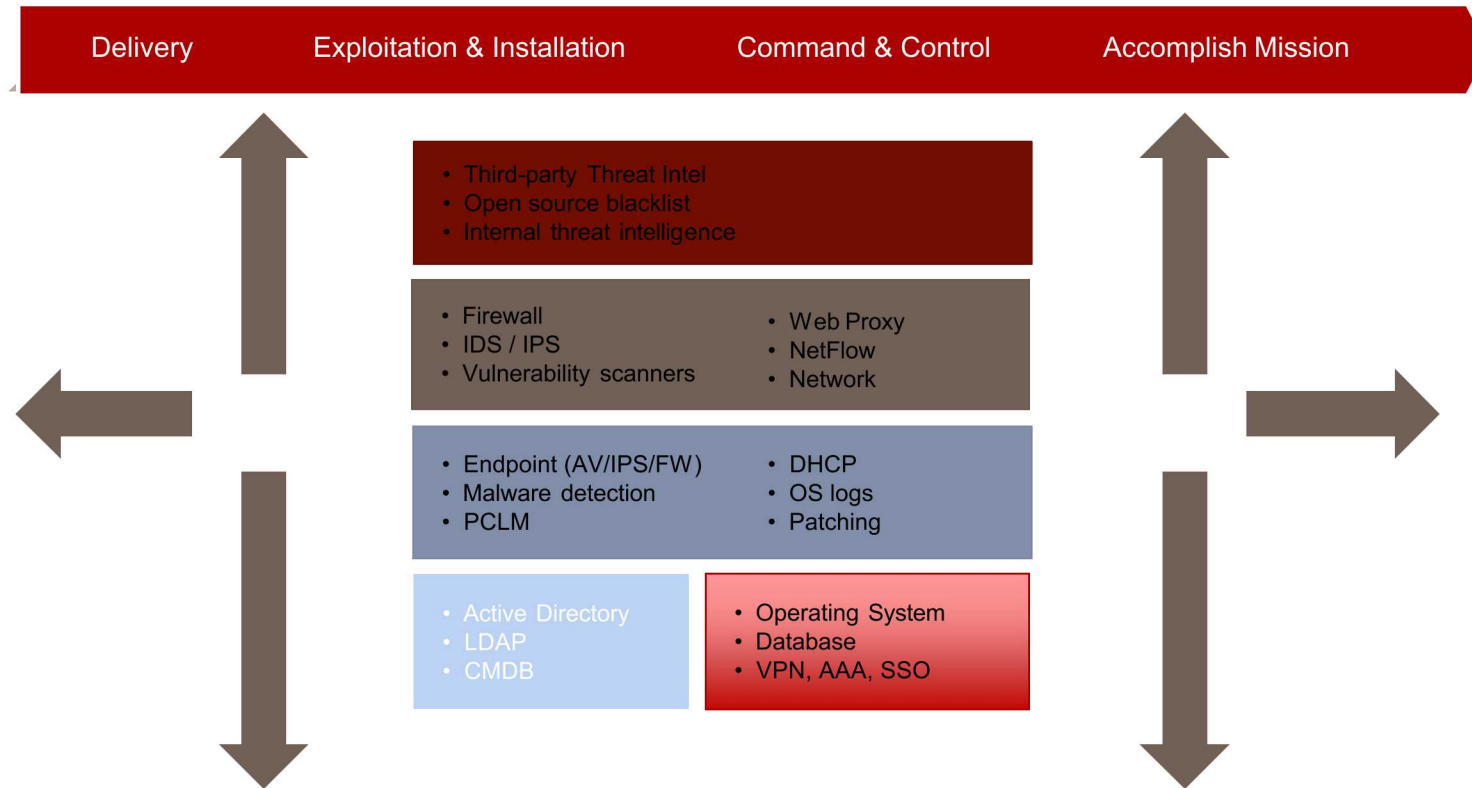 Delivery Exploitation & Installation Command & Control Accomplish Mission
• Third-party Threat Intel
• Open source blacklist
• Internal threat intelligence
• Firewall
• IDS / IPS
• Vulnerability scanners
• Web Proxy
• NetFlow
• Network
• Endpoint (AV/IPS/FW)
• Malware detection
• PCLM
• DHCP
• OS logs
• Patching
• Active Directory
• LDAP
• CMDB
• Operating System
• Database
• VPN, AAA, SSO